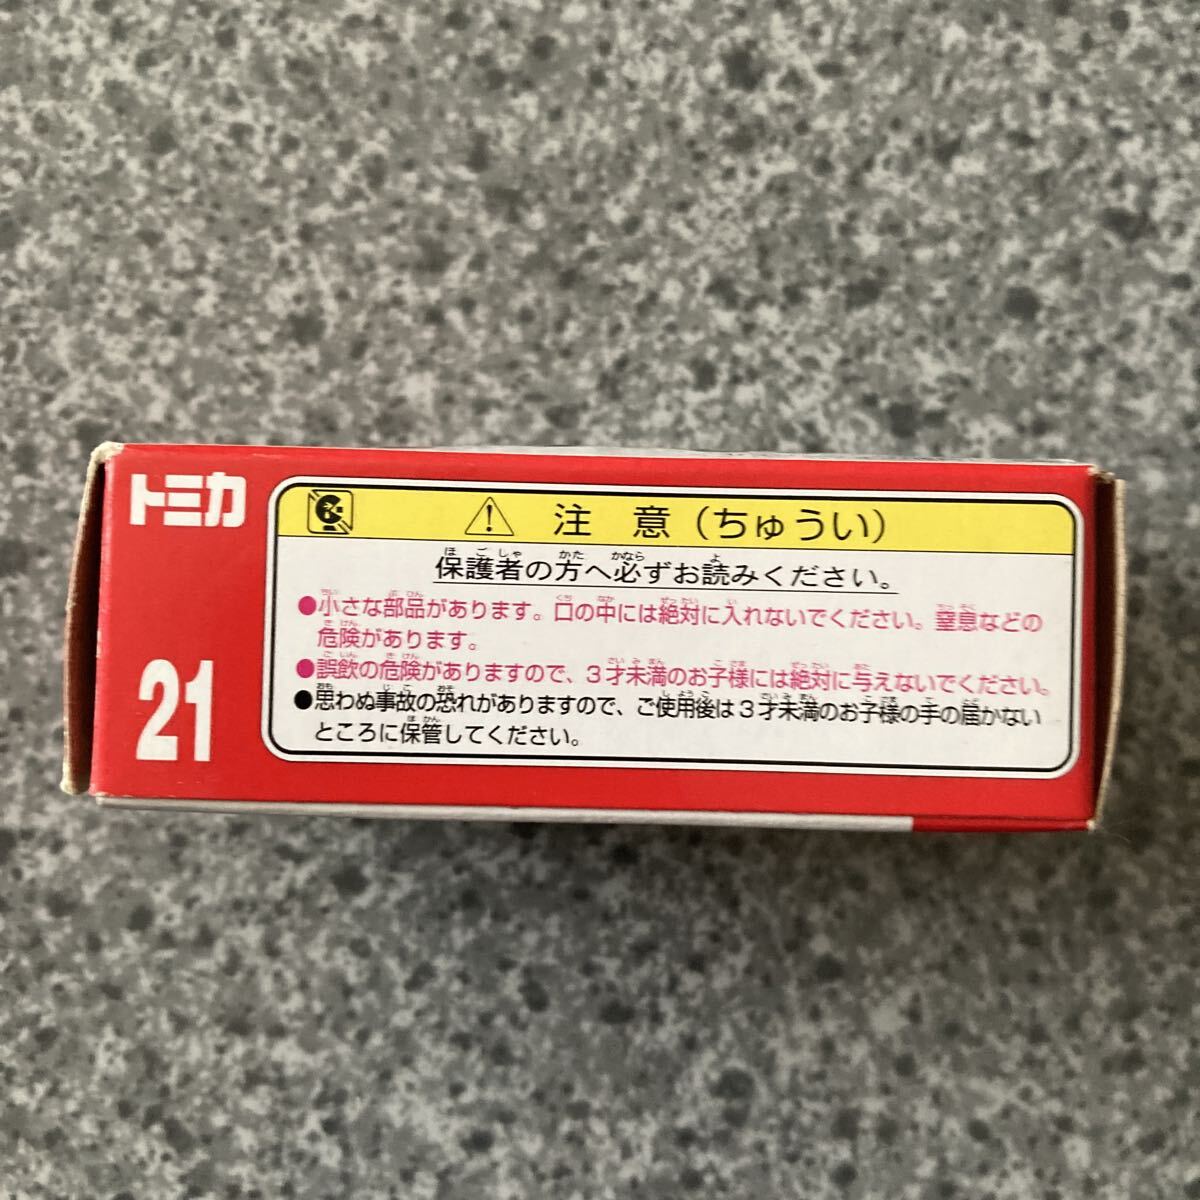 トミカ
21
注 意（ちゅうい）
保護者の方へ必ずお読みください。
●小さな部品があります。口の中には絶対に入れないでください。窒息などの
危険があります。
●誤飲の危険がありますので、3才未満のお子様には絶対に与えないでください。
●思わぬ事故の恐れがありますので、ご使用後は3才未満のお子様の手の届かない
ところに保管してください。